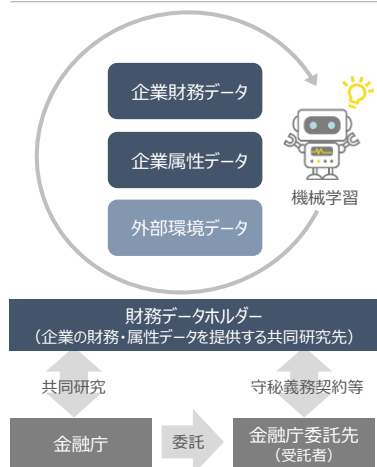 企業財務データ
企業属性データ
機械学習
外部環境データ
財務データホルダー
（企業の財務・属性データを提供する共同研究先）
共同研究
守秘義務契約等
金融庁
委託
金融庁委託先
（受託者）